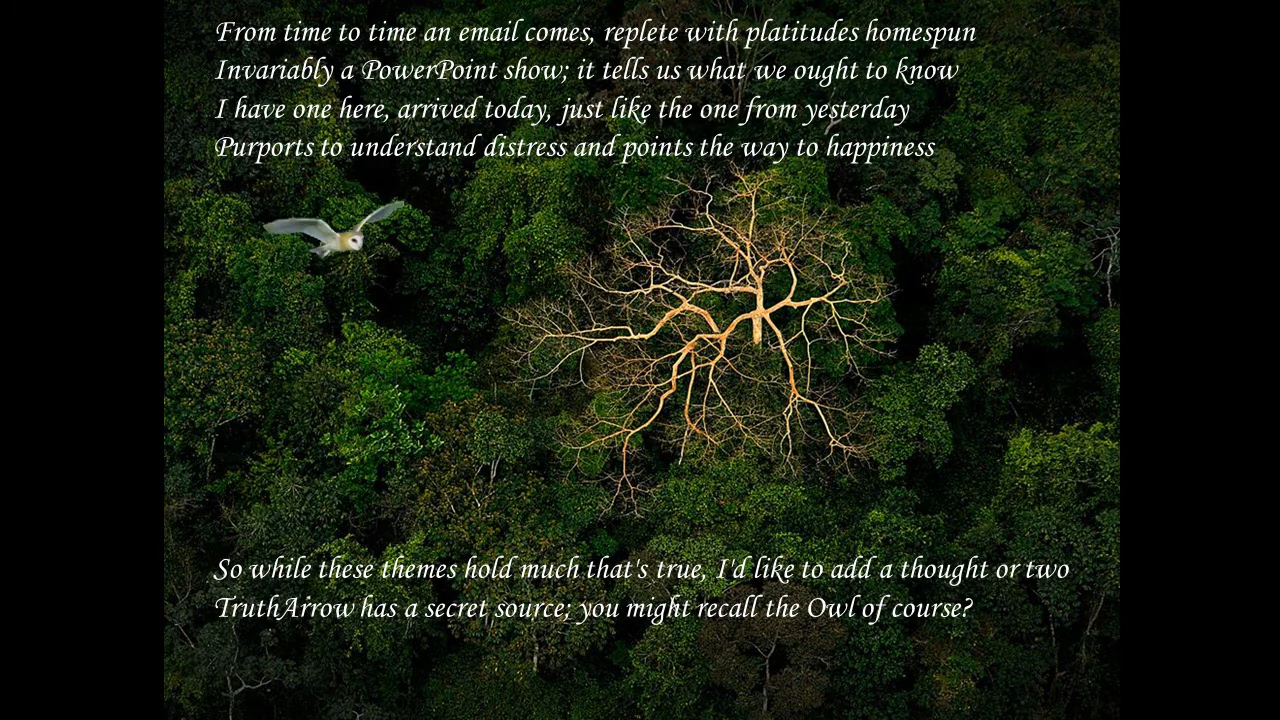 From time to time an email comes, replete with platitudes homespun
Invariably a PowerPoint show; it tells us what we ought to know
I have one here, arrived today, just like the one from yesterday
Purports to understand distress and points the way to happiness
So while these themes hold much that's true, I'd like to add a thought or two
TruthArrow has a secret source; you might recall the Owl of course?